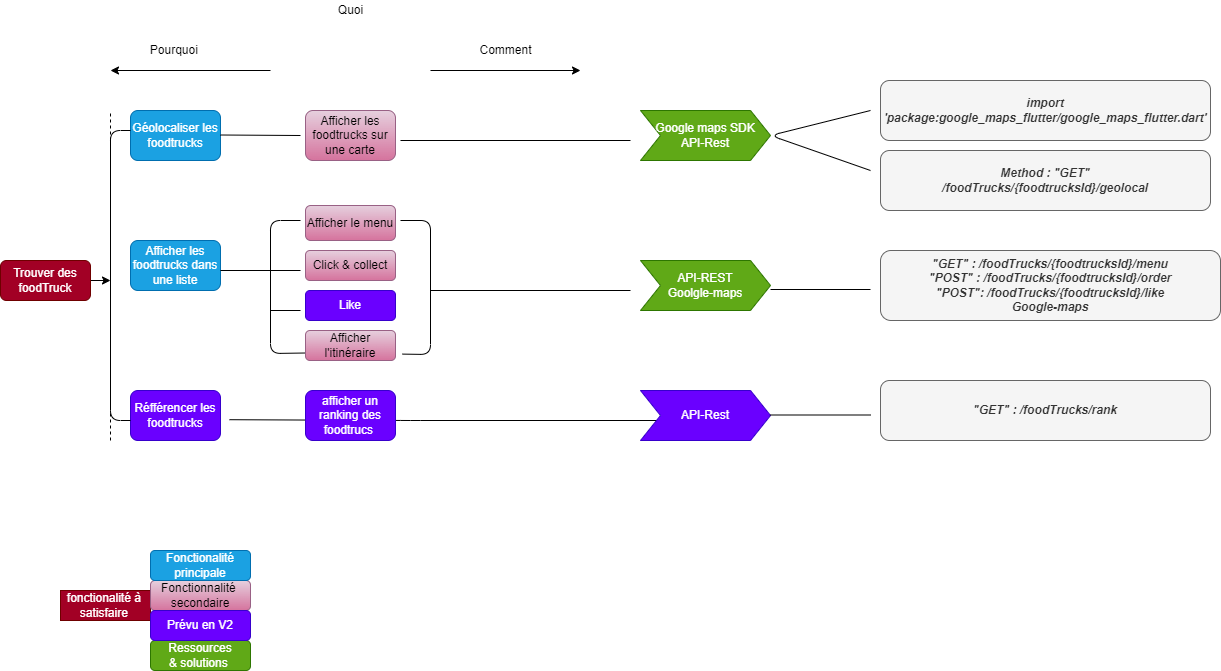 Quoi
Pourquoi
Comment
Géolocaliser les
foodtrucks
Afficher les
foodtrucks sur
une carte
Google maps SDK
API-Rest
import
'package:google_maps_flutter/google_maps_flutter.dart'
Method : "GET"
/foodTrucks/{foodtrucksId}/geolocal
Trouver des
foodTruck
Afficher les
foodtrucks dans
une liste
Afficher le menu
Click & collect
Like
Afficher
l'itinéraire
API-REST
Goolgle-maps
"GET" : /foodTrucks/{foodtrucksId}/menu
"POST" : /foodTrucks/{foodtrucksId}/order
"POST": /foodTrucks/{foodtrucksId}/like
Google-maps
Réfférencer les
foodtrucks
afficher un
ranking des
foodtrucs
API-Rest
"GET" : /foodTrucks/rank
fonctionalité à
satisfaire
Fonctionalité
principale
Fonctionnalité
secondaire
Prévu en V2
Ressources
& solutions